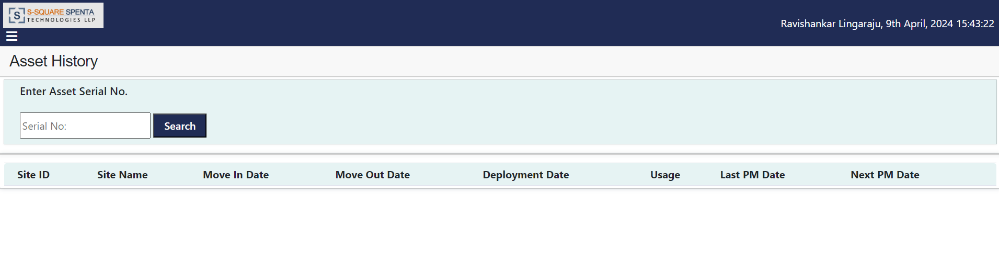 S S-SQUARE SPENTA
TECHNOLOGIES LLP
Ravishankar Lingaraju, 9th April, 2024 15:43:22
Asset History
Enter Asset Serial No.
Serial No: Search
Site ID Site Name Move In Date Move Out Date Deployment Date Usage Last PM Date Next PM Date